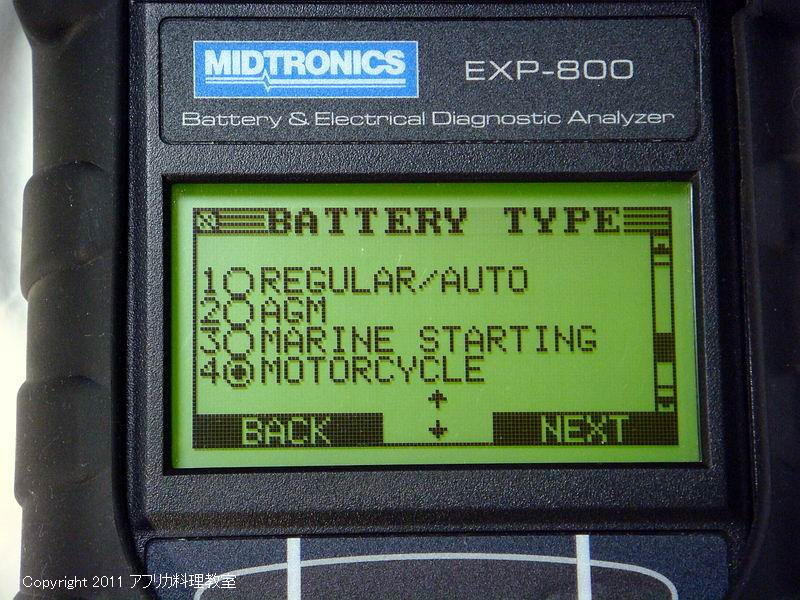 MIDTRONICS
EXP-800
Battery & Electrical Diagnostic Analyzer
BATTERY TYPE
1 REGULAR/AUTO
2 AGM
3 MARINE STARTING
4 MOTORCYCLE
BACK
NEXT
Copyright 2011 アフリカ料理教室